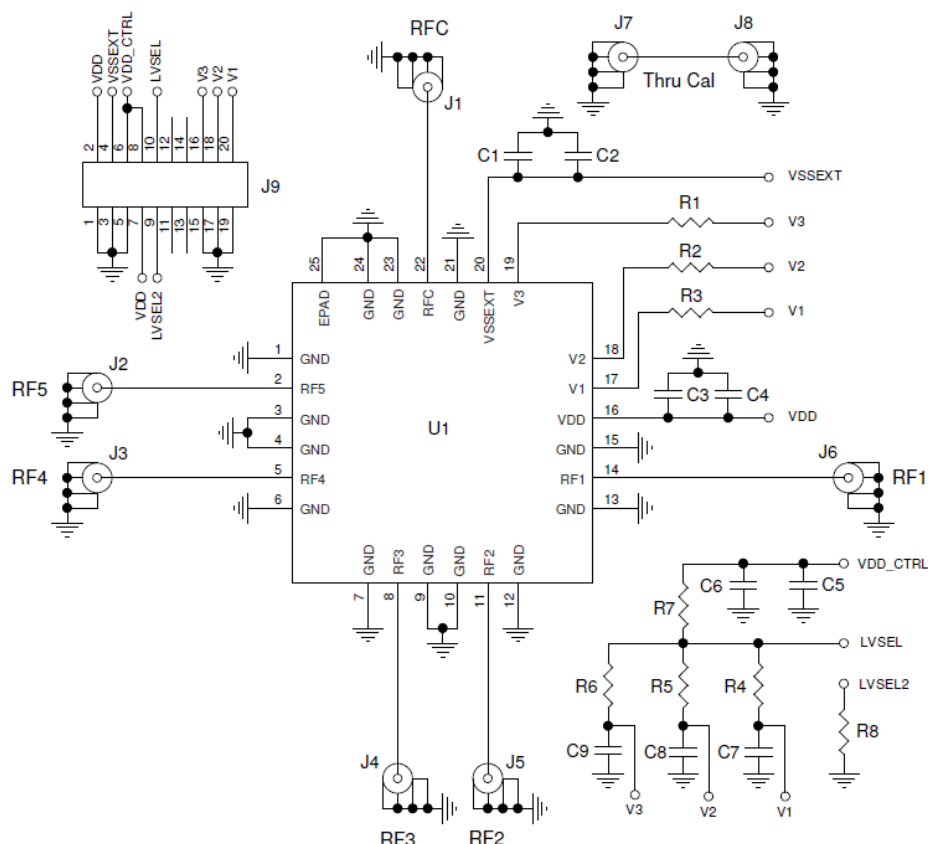 RFC
J7
J8
VDD
VSSEXT
VDD_CTRL
LVSEL
V3
V2
V1
J1
Thru Cal
2
4
6
8
10
12
14
16
18
20
J9
1
3
5
7
9
11
13
15
17
19
VDD
LVSEL2
C1
C2
VSSEXT
R1
V3
R2
V2
R3
V1
25
24
23
22
21
20
19
EPAD
GND
GND
RFC
GND
VSSEXT
V3
1
GND
V2
18
J2
RF5
2
RF5
V1
17
C3
C4
3
GND
VDD
16
VDD
U1
4
GND
GND
15
J3
RF4
5
RF4
RF1
14
J6
RF1
6
GND
GND
13
GND
RF3
GND
GND
RF2
GND
7
8
9
10
11
12
VDD_CTRL
C6
C5
R7
LVSEL
R6
R5
R4
LVSEL2
R8
C9
C8
C7
V3
V2
V1
J4
J5
RF3
RF2